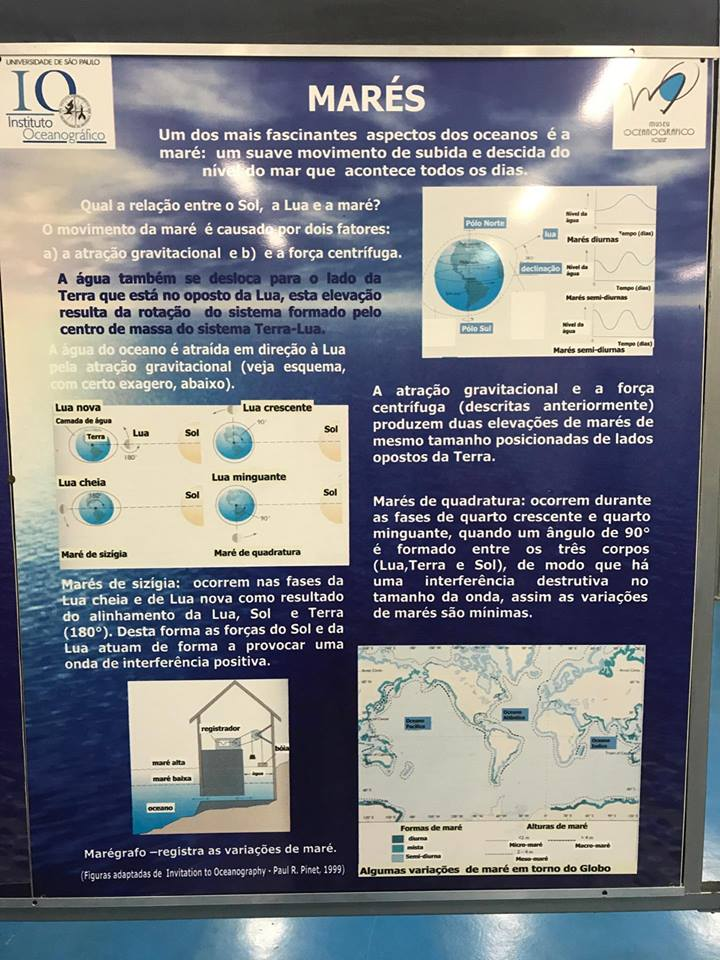 UNIVERSIDADE DE SÃO PAULO
IO
Instituto
Oceanográfico
MUSEU
OCEANOGRÁFICO
IOUSP
MARÉS
Um dos mais fascinantes aspectos dos oceanos é a
maré: um suave movimento de subida e descida do
nível do mar que acontece todos os dias.
Qual a relação entre o Sol, a Lua e a maré?
O movimento da maré é causado por dois fatores:
a) a atração gravitacional e b) e a força centrífuga.
A água também se desloca para o lado da
Terra que está no oposto da Lua, esta elevação
resulta da rotação do sistema formado pelo
centro de massa do sistema Terra-Lua.
A água do oceano é atraída em direção à Lua
pela atração gravitacional (veja esquema,
com certo exagero, abaixo).
Pólo Norte
lua
declinação
Pólo Sul
Nível da
água
Tempo (dias)
Marés diurnas
Nível da
água
Tempo (dias)
Marés semi-diurnas
Nível da
água
Tempo (dias)
Marés semi-diurnas
Lua nova
Camada de água
Terra
Lua
180°
Sol
Lua crescente
90°
Sol
Lua cheia
180°
Sol
Maré de sizígia
Lua minguante
90°
Sol
Maré de quadratura
A atração gravitacional e a força
centrífuga (descritas anteriormente)
produzem duas elevações de marés de
mesmo tamanho posicionadas de lados
opostos da Terra.
Marés de quadratura: ocorrem durante
as fases de quarto crescente e quarto
minguante, quando um ângulo de 90°
é formado entre os três corpos
(Lua,Terra e Sol), de modo que há
uma interferência destrutiva no
tamanho da onda, assim as variações
de marés são mínimas.
Marés de sizígia: ocorrem nas fases da
Lua cheia e de Lua nova como resultado
do alinhamento da Lua, Sol e Terra
(180°). Desta forma as forças do Sol e da
Lua atuam de forma a provocar uma
onda de interferência positiva.
registrador
bóia
maré alta
maré baixa
água
oceano
Marégrafo –registra as variações de maré.
(Figuras adaptadas de Invitation to Oceanography - Paul R. Pinet, 1999)
Oceano
Pacífico
Oceano
Atlântico
Oceano
Índico
Formas de maré
diurna
mista
Semi-diurna
Alturas de maré
Micro-maré
Meso-maré
Macro-maré
Algumas variações de maré em torno do Globo